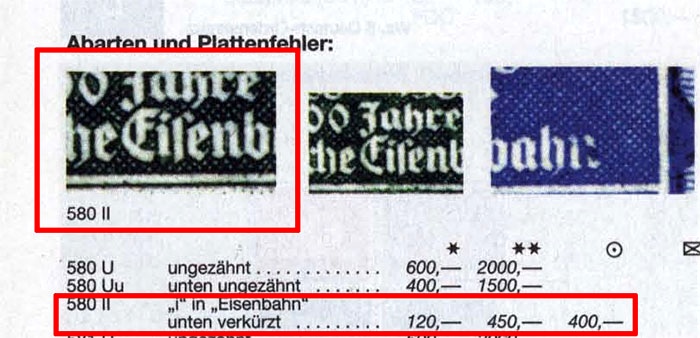 Abarten und Plattenfehler:
00 Jahre
he Eisenb
00 Jahre
che Eisenb
bahn:
580 II
* ** ⊙ ✉
580 U ungezähnt . . . . . . . . . . . . . 600,— 2000,—
580 Uu unten ungezähnt . . . . . . . . 400,— 1500,—
580 II „i“ in „Eisenbahn“
unten verkürzt . . . . . . . . . 120,— 450,— 400,—